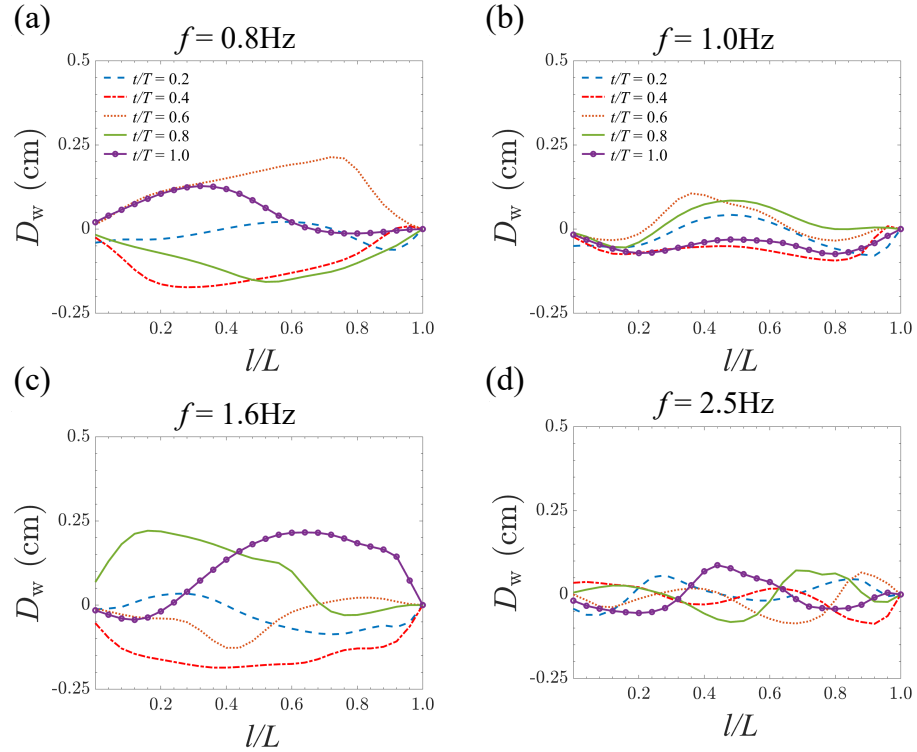 (a)
f = 0.8Hz
0.5
0.25
0
-0.25
D_w (cm)
t/T = 0.2
t/T = 0.4
t/T = 0.6
t/T = 0.8
t/T = 1.0
0.2 0.4 0.6 0.8 1.0
l/L
(b)
f = 1.0Hz
0.5
0.25
0
-0.25
D_w (cm)
t/T = 0.2
t/T = 0.4
t/T = 0.6
t/T = 0.8
t/T = 1.0
0.2 0.4 0.6 0.8 1.0
l/L
(c)
f = 1.6Hz
0.5
0.25
0
-0.25
D_w (cm)
0.2 0.4 0.6 0.8 1.0
l/L
(d)
f = 2.5Hz
0.5
0.25
0
-0.25
D_w (cm)
0.2 0.4 0.6 0.8 1.0
l/L